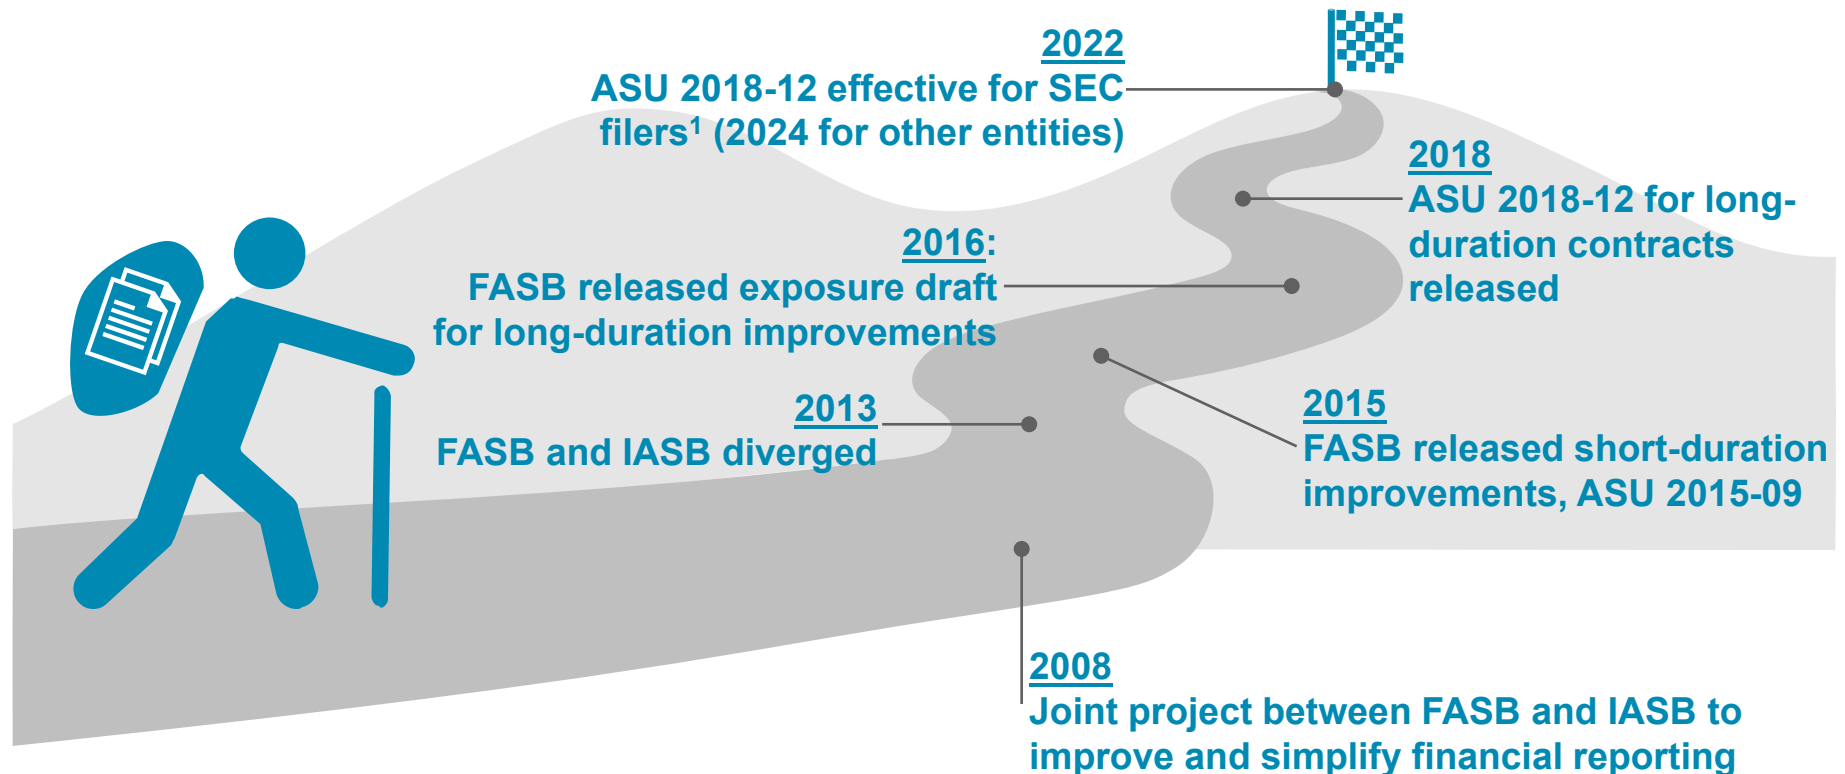 2022
ASU 2018-12 effective for SEC
filers¹ (2024 for other entities)
2018
ASU 2018-12 for long-
duration contracts
released
2016:
FASB released exposure draft
for long-duration improvements
2013
FASB and IASB diverged
2015
FASB released short-duration
improvements, ASU 2015-09
2008
Joint project between FASB and IASB to
improve and simplify financial reporting